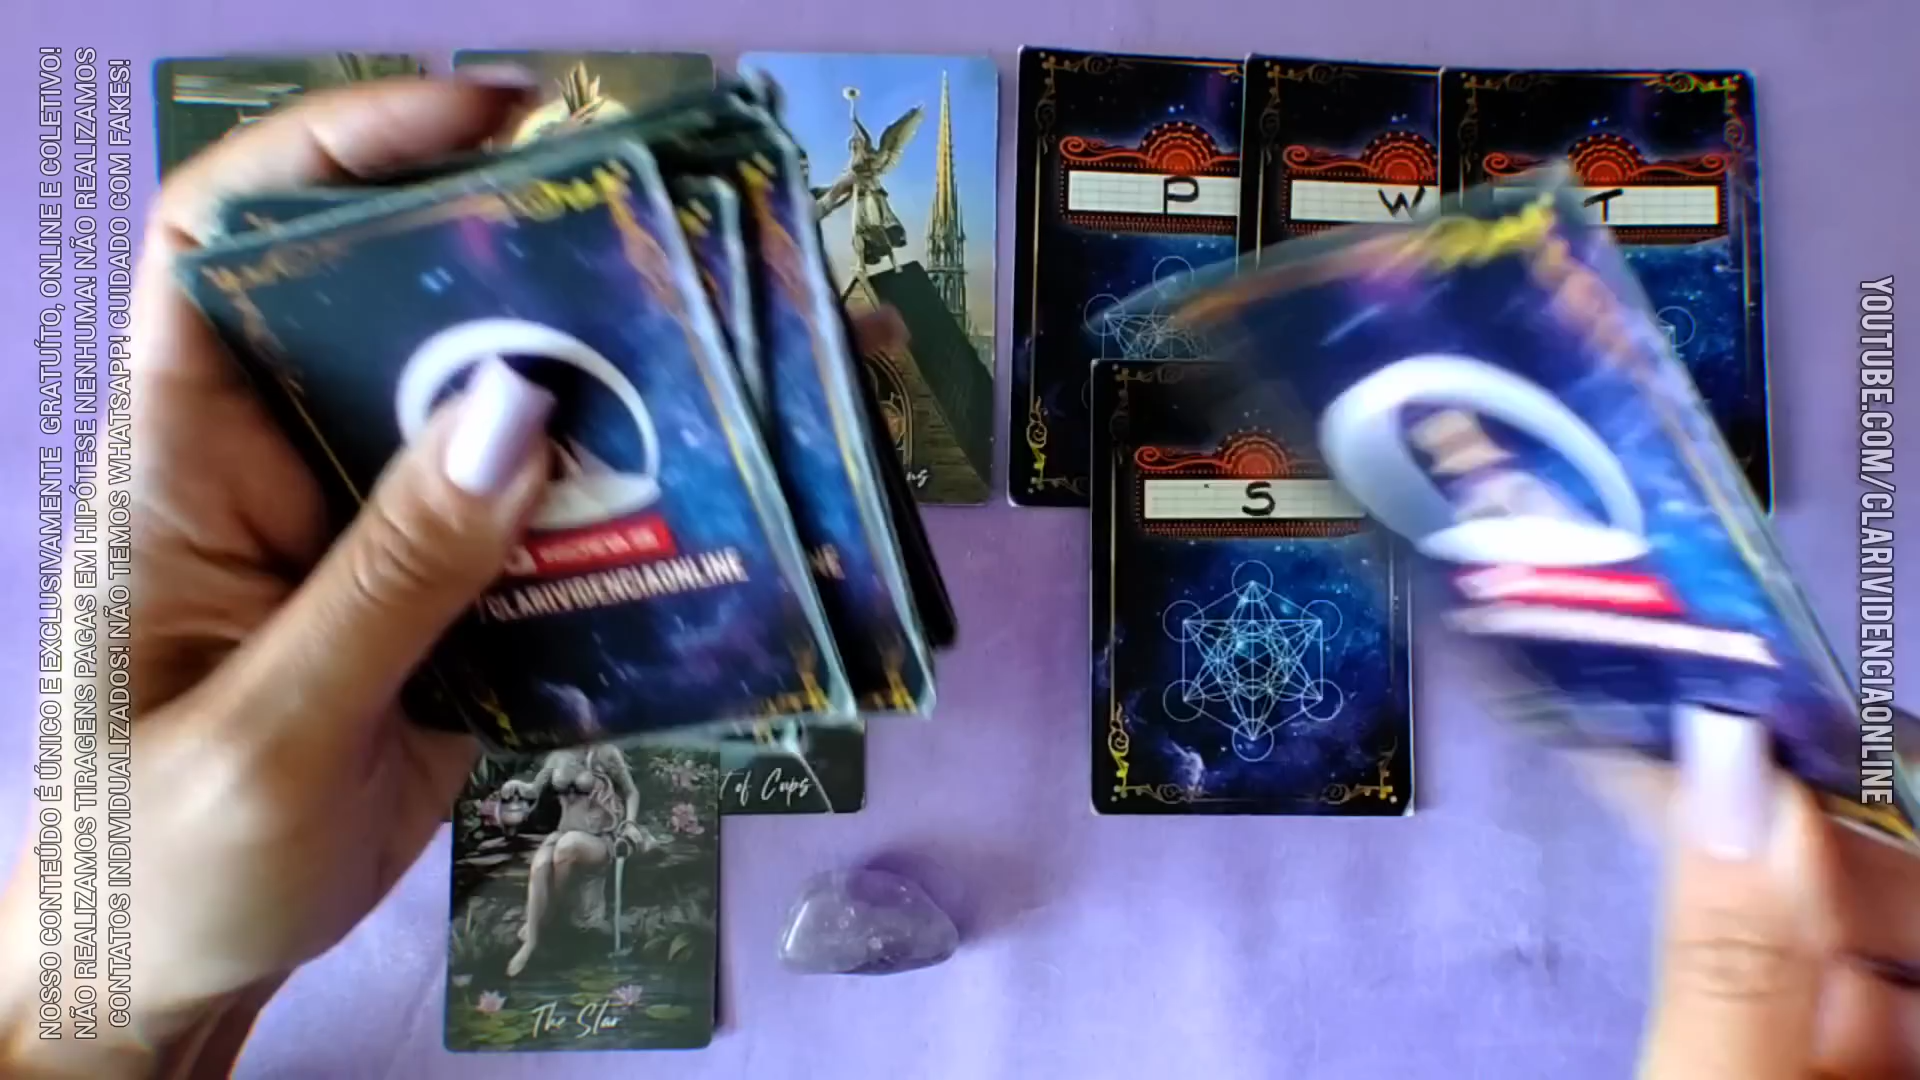 NOSSO CONTEÚDO É ÚNICO E EXCLUSIVAMENTE GRATUÍTO, ONLINE E COLETIVO!
NÃO REALIZAMOS TIRAGENS PAGAS EM HIPÓTESE NENHUMA! NÃO REALIZAMOS
CONTATOS INDIVIDUALIZADOS! NÃO TEMOS WHATSAPP! CUIDADO COM FAKES!
P
W
T
S
CLARIVIDENCIAONLINE
t of Cups
The Star
YOUTUBE.COM/CLARIVIDENCIAONLINE